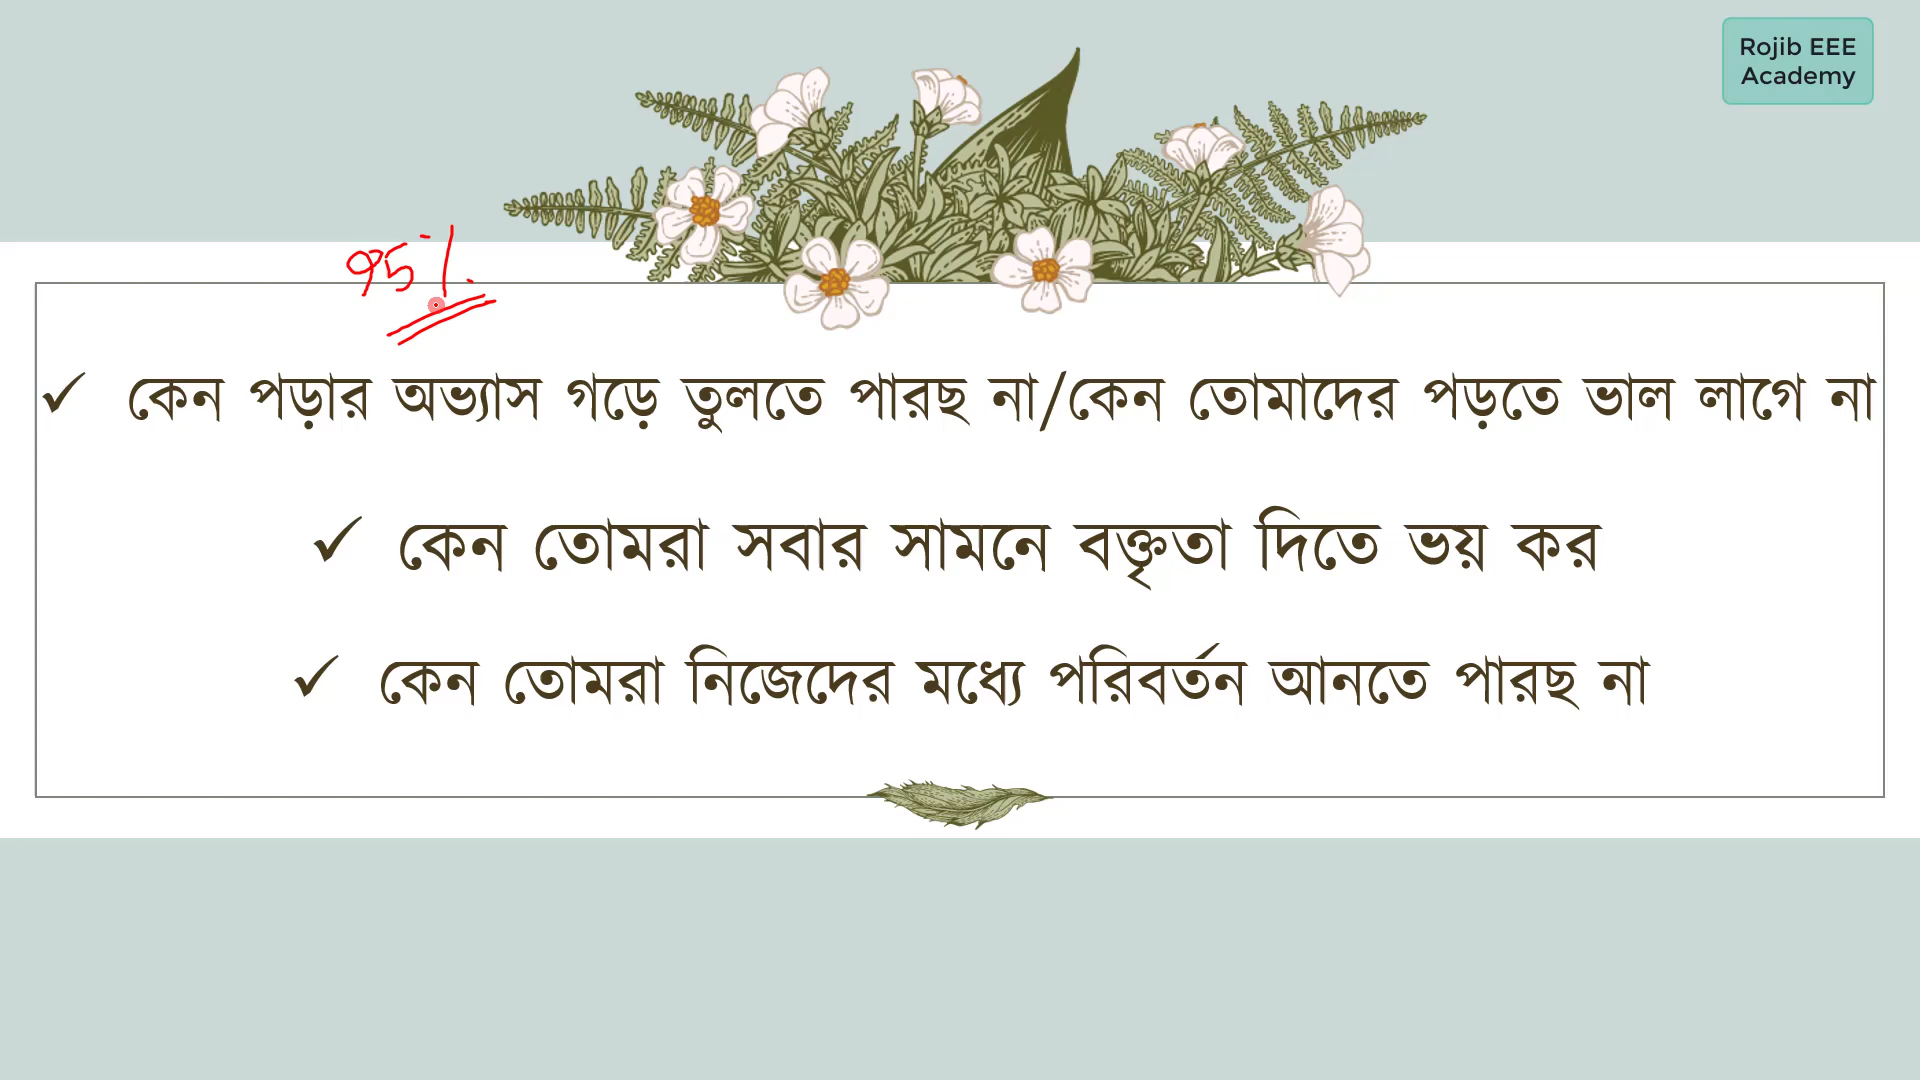 Rojib EEE
Academy
95%
✓ কেন পড়ার অভ্যাস গড়ে তুলতে পারছ না/কেন তোমাদের পড়তে ভাল লাগে না
✓ কেন তোমরা সবার সামনে বক্তৃতা দিতে ভয় কর
✓ কেন তোমরা নিজেদের মধ্যে পরিবর্তন আনতে পারছ না